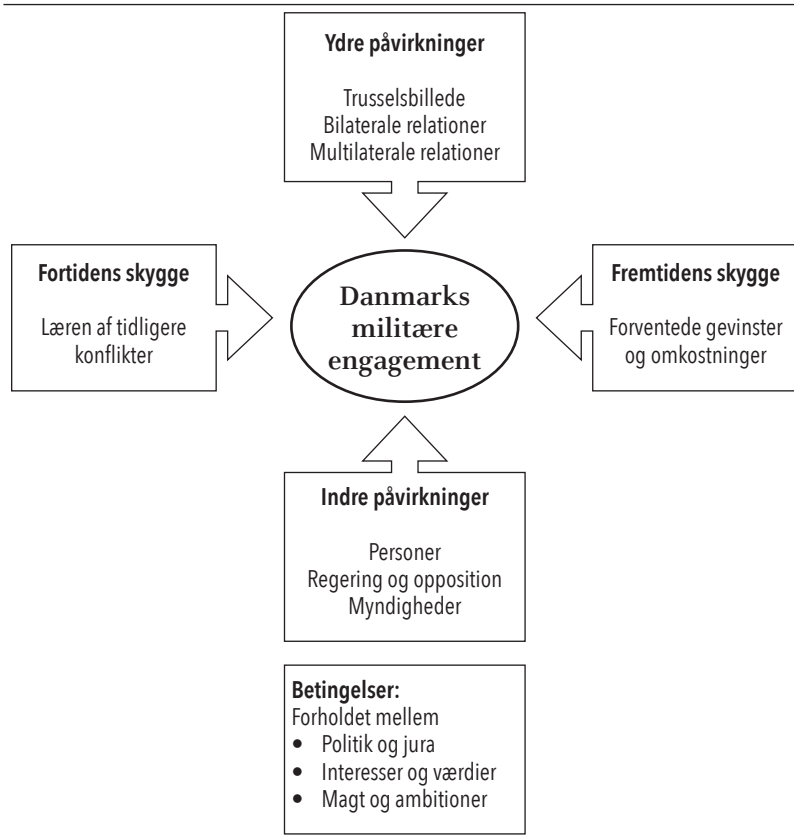 Ydre påvirkninger
Trusselsbillede
Bilaterale relationer
Multilaterale relationer
Fortidens skygge
Læren af tidligere
konflikter
Danmarks
militære
engagement
Fremtidens skygge
Forventede gevinster
og omkostninger
Indre påvirkninger
Personer
Regering og opposition
Myndigheder
Betingelser:
Forholdet mellem
• Politik og jura
• Interesser og værdier
• Magt og ambitioner